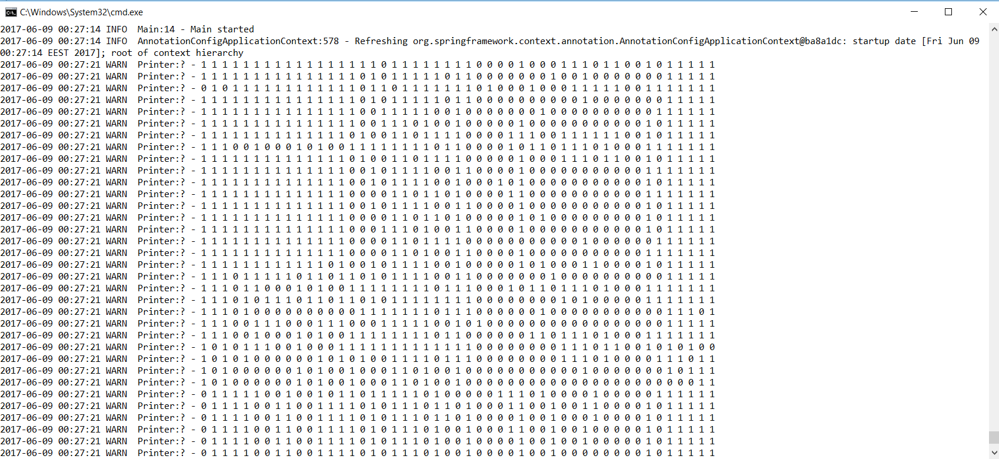 C:\Windows\System32\cmd.exe
2017-06-09 00:27:14 INFO  Main:14 - Main started
2017-06-09 00:27:14 INFO  AnnotationConfigApplicationContext:578 - Refreshing org.springframework.context.annotation.AnnotationConfigApplicationContext@ba8a1dc: startup date [Fri Jun 09
00:27:14 EEST 2017]; root of context hierarchy
2017-06-09 00:27:21 WARN  Printer:? - 1 1 1 1 1 1 1 1 1 1 1 1 1 1 1 1 1 0 1 1 1 1 1 1 1 1 0 0 0 0 1 0 0 0 1 1 1 0 1 1 0 0 1 0 1 1 1 1 1
2017-06-09 00:27:21 WARN  Printer:? - 1 1 1 1 1 1 1 1 1 1 1 1 1 1 1 0 1 0 1 1 1 1 1 0 1 1 0 0 0 0 0 0 0 1 0 0 1 0 0 0 0 0 0 0 1 1 1 1 1
2017-06-09 00:27:21 WARN  Printer:? - 0 1 0 1 1 1 1 1 1 1 1 1 1 1 1 0 1 1 0 1 1 1 1 1 1 1 0 1 0 0 0 1 0 0 0 1 1 1 1 1 0 0 1 1 1 1 1 1 1
2017-06-09 00:27:21 WARN  Printer:? - 1 1 1 1 1 1 1 1 1 1 1 1 1 1 1 0 1 0 1 1 1 1 1 0 1 1 0 0 0 0 0 0 0 0 0 0 1 0 0 0 0 0 0 0 1 1 1 1 1
2017-06-09 00:27:21 WARN  Printer:? - 1 1 1 1 1 1 1 1 1 1 1 1 1 1 1 0 0 1 1 1 1 1 0 0 1 0 0 0 0 0 0 0 1 0 0 0 0 0 0 0 0 0 0 1 1 1 1 1 1
2017-06-09 00:27:21 WARN  Printer:? - 1 1 1 1 1 1 1 1 1 1 1 1 1 1 1 0 0 1 1 1 0 1 0 0 1 0 0 0 0 0 1 0 0 0 0 0 0 0 0 0 0 0 1 0 1 1 1 1 1
2017-06-09 00:27:21 WARN  Printer:? - 1 1 1 1 1 1 1 1 1 1 1 1 1 1 0 1 0 0 1 1 0 1 1 1 1 0 0 0 0 1 1 1 0 0 1 1 1 1 1 1 0 0 1 0 1 1 1 1 1
2017-06-09 00:27:21 WARN  Printer:? - 1 1 1 0 0 1 0 0 0 1 0 1 0 0 1 1 1 1 1 1 1 1 0 1 1 0 0 0 0 1 0 1 1 0 1 1 1 0 1 0 0 0 1 1 1 1 1 1 1
2017-06-09 00:27:21 WARN  Printer:? - 1 1 1 1 1 1 1 1 1 1 1 1 1 1 0 1 0 0 1 1 0 1 1 1 1 0 0 0 0 0 1 0 0 0 1 1 1 0 1 1 0 0 1 0 1 1 1 1 1
2017-06-09 00:27:21 WARN  Printer:? - 1 1 1 1 1 1 1 1 1 1 1 1 1 1 0 0 1 0 1 1 1 1 0 0 1 1 0 0 0 0 1 0 0 0 0 0 0 0 0 0 0 0 1 1 1 1 1 1 1
2017-06-09 00:27:21 WARN  Printer:? - 1 1 1 1 1 1 1 1 1 1 1 1 1 1 0 0 1 0 1 1 1 1 0 0 1 0 0 0 1 0 1 0 0 0 0 0 0 0 0 0 0 0 1 0 1 1 1 1 1
2017-06-09 00:27:21 WARN  Printer:? - 1 1 1 1 1 1 1 1 1 1 1 1 1 1 0 0 0 0 1 1 0 1 1 0 1 0 0 0 0 1 1 0 0 0 0 0 0 0 0 0 0 0 1 1 1 1 1 1 1
2017-06-09 00:27:21 WARN  Printer:? - 1 1 1 1 1 1 1 1 1 1 1 1 1 1 0 0 1 0 1 1 1 1 0 0 1 1 0 0 0 0 1 0 0 0 0 0 0 0 0 0 0 0 1 0 1 1 1 1 1
2017-06-09 00:27:21 WARN  Printer:? - 1 1 1 1 1 1 1 1 1 1 1 1 1 1 0 0 0 0 1 1 0 1 1 0 1 0 0 0 0 0 1 0 1 0 0 0 0 0 0 0 0 0 1 0 1 1 1 1 1
2017-06-09 00:27:21 WARN  Printer:? - 1 1 1 1 1 1 1 1 1 1 1 1 1 1 0 0 0 1 1 1 0 1 0 0 1 1 0 0 0 0 1 0 0 0 0 0 0 0 0 0 0 0 1 0 1 1 1 1 1
2017-06-09 00:27:21 WARN  Printer:? - 1 1 1 1 1 1 1 1 1 1 1 1 1 1 0 0 0 0 1 1 0 1 1 1 1 0 0 0 0 0 0 0 0 0 0 0 1 0 0 0 0 0 0 1 1 1 1 1 1
2017-06-09 00:27:21 WARN  Printer:? - 1 1 1 1 1 1 1 1 1 1 1 1 1 1 0 0 0 0 1 1 0 1 0 0 1 1 0 0 0 0 1 0 0 0 0 0 0 0 0 0 0 0 1 1 1 1 1 1 1
2017-06-09 00:27:21 WARN  Printer:? - 1 1 1 1 1 1 1 1 1 1 1 1 0 1 0 0 1 0 1 1 1 1 0 0 1 0 0 0 0 0 1 0 1 0 0 0 1 1 0 0 0 0 1 0 1 1 1 1 1
2017-06-09 00:27:21 WARN  Printer:? - 1 1 1 0 1 1 1 1 1 0 1 1 0 1 1 0 1 0 1 1 1 1 0 0 1 1 0 0 0 0 0 0 0 1 0 0 0 0 0 0 0 0 0 0 1 1 1 1 1
2017-06-09 00:27:21 WARN  Printer:? - 1 1 1 0 1 1 0 0 0 1 0 1 0 0 1 1 1 1 1 1 1 1 0 1 1 1 0 0 0 1 0 1 1 0 1 1 1 0 1 0 0 0 1 1 1 1 1 1 1
2017-06-09 00:27:21 WARN  Printer:? - 1 1 1 0 1 0 1 1 1 0 1 1 0 1 1 0 1 0 1 1 1 1 1 1 1 1 0 0 0 0 0 0 1 0 1 0 0 0 0 1 0 0 1 1 1 1 1 1 1
2017-06-09 00:27:21 WARN  Printer:? - 1 1 1 0 1 0 0 0 0 0 0 0 0 0 0 1 1 1 1 1 1 1 0 1 1 1 0 0 0 0 0 0 1 0 0 0 0 0 0 0 0 0 0 0 1 1 1 0 1
2017-06-09 00:27:21 WARN  Printer:? - 1 1 1 0 0 1 1 1 0 0 0 1 1 1 0 0 0 1 1 1 1 1 0 0 1 0 1 0 0 0 0 0 0 0 0 0 0 0 0 0 0 0 0 0 1 1 1 1 1
2017-06-09 00:27:21 WARN  Printer:? - 1 1 1 0 0 1 0 0 0 1 0 1 0 0 1 1 1 1 1 1 1 1 0 1 1 0 0 0 0 0 0 1 1 0 1 1 1 0 1 0 0 0 1 1 1 1 1 1 1
2017-06-09 00:27:21 WARN  Printer:? - 1 0 1 0 1 1 1 0 0 1 0 0 0 1 1 1 1 1 1 1 1 1 1 1 1 1 0 0 0 0 0 0 0 0 1 1 1 0 1 1 0 0 1 0 1 0 1 0 0
2017-06-09 00:27:21 WARN  Printer:? - 1 0 1 0 1 0 0 0 0 0 0 1 0 1 0 1 0 0 1 1 1 1 0 1 1 1 0 0 0 0 0 0 0 0 1 1 1 0 1 0 0 0 0 1 1 1 0 1 1
2017-06-09 00:27:21 WARN  Printer:? - 1 0 1 0 0 0 0 0 0 1 0 1 0 0 1 0 0 0 1 1 0 1 0 0 1 0 0 0 0 0 0 0 0 0 0 0 1 0 0 0 0 0 0 0 1 0 1 1 1
2017-06-09 00:27:21 WARN  Printer:? - 1 0 1 0 0 0 0 0 0 1 0 1 0 0 1 0 0 0 1 1 0 1 0 0 1 0 0 0 0 0 0 0 0 0 0 0 0 0 0 0 0 0 0 0 0 0 0 1 1
2017-06-09 00:27:21 WARN  Printer:? - 0 1 1 1 1 1 0 0 1 0 0 1 0 1 1 0 1 1 1 1 1 0 1 0 0 0 0 0 1 1 1 0 1 0 0 0 0 1 0 0 0 0 0 1 1 1 1 1 1
2017-06-09 00:27:21 WARN  Printer:? - 0 1 1 1 1 0 0 1 1 0 0 1 1 1 1 0 1 0 1 1 1 0 1 1 0 1 0 0 0 1 1 0 0 1 0 0 1 1 0 0 0 0 1 0 1 1 1 1 1
2017-06-09 00:27:21 WARN  Printer:? - 0 1 1 1 1 0 0 1 1 0 0 1 1 1 1 0 1 0 1 1 1 0 1 1 0 1 0 0 0 0 1 0 0 1 0 0 0 1 0 0 0 0 1 0 1 1 1 1 1
2017-06-09 00:27:21 WARN  Printer:? - 0 1 1 1 1 0 0 1 1 0 0 1 1 1 1 0 1 0 1 1 1 0 1 0 0 1 0 0 0 1 1 0 0 1 0 0 1 0 0 0 0 0 1 0 1 1 1 1 1
2017-06-09 00:27:21 WARN  Printer:? - 0 1 1 1 1 0 0 1 1 0 0 1 1 1 1 0 1 0 1 1 1 0 1 0 0 1 0 0 0 0 1 0 0 1 0 0 1 0 0 0 0 0 1 0 1 1 1 1 1
2017-06-09 00:27:21 WARN  Printer:? - 0 1 1 1 1 0 0 1 1 0 0 1 1 1 1 0 1 0 1 1 1 0 1 0 0 1 0 0 0 0 1 0 0 1 0 0 0 0 0 0 0 0 1 0 1 1 1 1 1